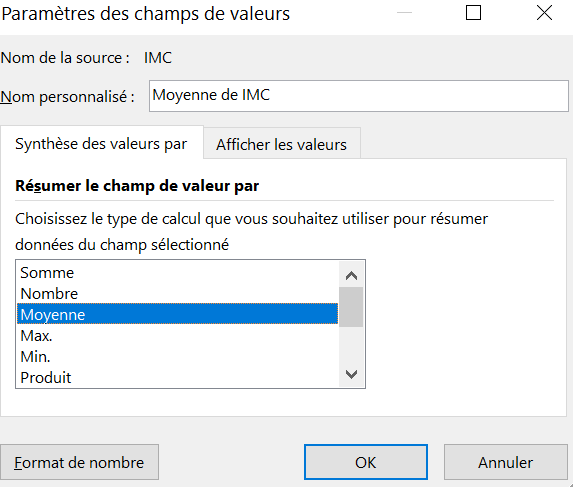 Paramètres des champs de valeurs
Nom de la source : IMC
Nom personnalisé : Moyenne de IMC
Synthèse des valeurs par Afficher les valeurs
Résumer le champ de valeur par
Choisissez le type de calcul que vous souhaitez utiliser pour résumer
données du champ sélectionné
Somme
Nombre
Moyenne
Max.
Min.
Produit
Format de nombre OK Annuler